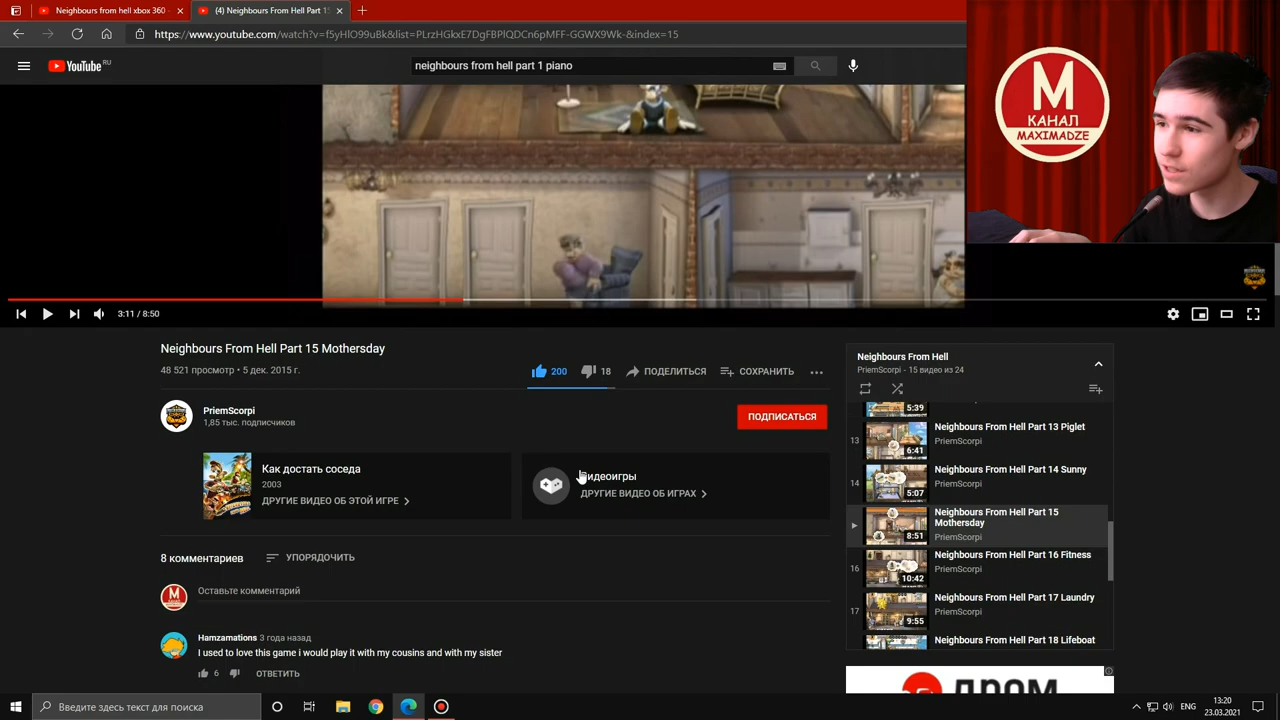 Neighbours from hell xbox 360 -
(4) Neighbours From Hell Part 15
https://www.youtube.com/watch?v=f5yHlO99uBk&list=PLrzHGkxE7DgFBPlQDCn6pMFF-GGWX9Wk-&index=15
YouTube RU
neighbours from hell part 1 piano
М
КАНАЛ
MAXIMADZE
3:11 / 8:50
Neighbours From Hell Part 15 Mothersday
48 521 просмотр • 5 дек. 2015 г.
200
18
ПОДЕЛИТЬСЯ
СОХРАНИТЬ
PriemScorpi
1,85 тыс. подписчиков
ПОДПИСАТЬСЯ
Как достать соседа
2003
ДРУГИЕ ВИДЕО ОБ ЭТОЙ ИГРЕ
идеоигры
ДРУГИЕ ВИДЕО ОБ ИГРАХ
8 комментариев
УПОРЯДОЧИТЬ
Оставьте комментарий
Hamzamations 3 года назад
I used to love this game i would play it with my cousins and with my sister
6
ОТВЕТИТЬ
Neighbours From Hell
PriemScorpi - 15 видео из 24
5:39
13
6:41
Neighbours From Hell Part 13 Piglet
PriemScorpi
14
5:07
Neighbours From Hell Part 14 Sunny
PriemScorpi
8:51
Neighbours From Hell Part 15
Mothersday
PriemScorpi
16
10:42
Neighbours From Hell Part 16 Fitness
PriemScorpi
17
9:55
Neighbours From Hell Part 17 Laundry
PriemScorpi
Neighbours From Hell Part 18 Lifeboat
дром
Введите здесь текст для поиска
ENG
13:20
23.03.2021